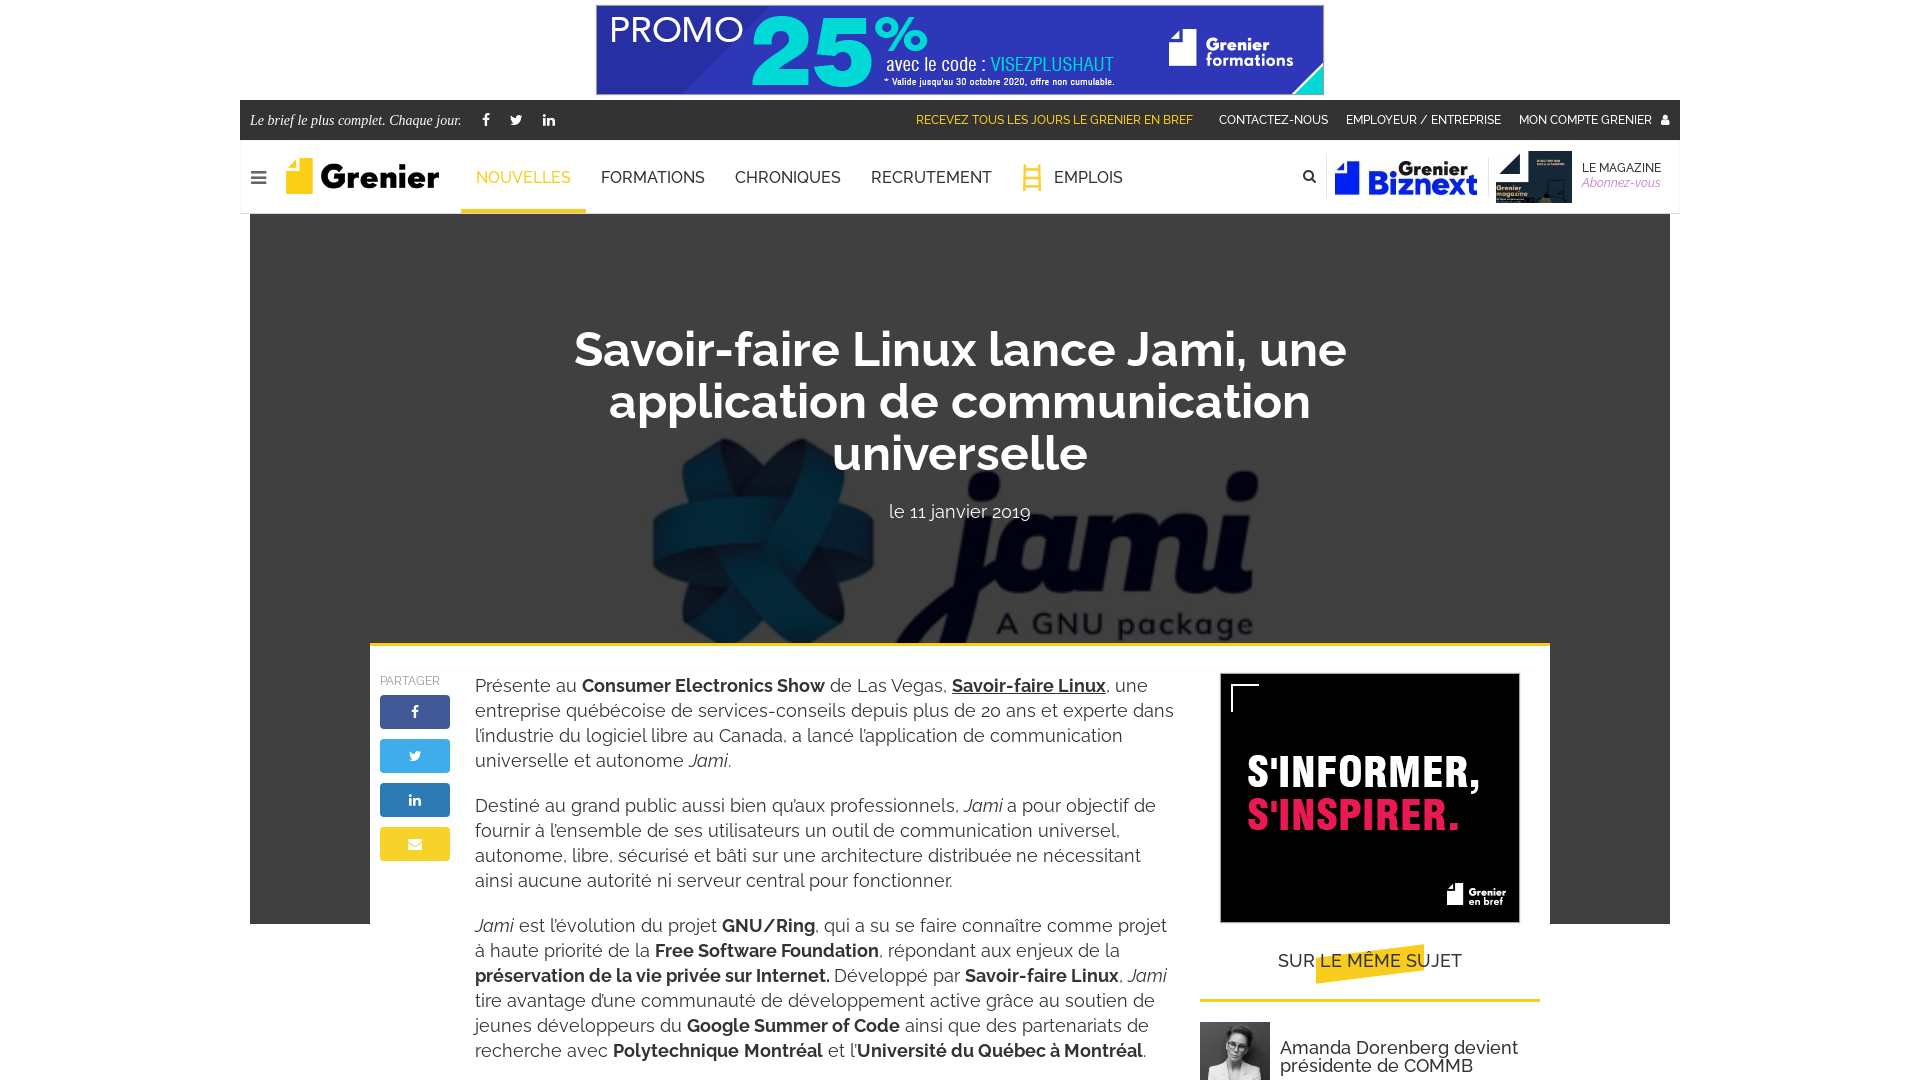 PROMO 25%
avec le code : VISEZPLUSHAUT
* Valide jusqu'au 30 octobre 2020, offre non cumulable.
Grenier
formations
Le brief le plus complet. Chaque jour.
RECEVEZ TOUS LES JOURS LE GRENIER EN BREF
CONTACTEZ-NOUS
EMPLOYEUR / ENTREPRISE
MON COMPTE GRENIER
Grenier
NOUVELLES
FORMATIONS
CHRONIQUES
RECRUTEMENT
EMPLOIS
Grenier
Biznext
Grenier
magazine
LE MAGAZINE
Abonnez-vous
Savoir-faire Linux lance Jami, une
application de communication
universelle
le 11 janvier 2019
jami
A GNU package
PARTAGER
Présente au Consumer Electronics Show de Las Vegas, Savoir-faire Linux, une
entreprise québécoise de services-conseils depuis plus de 20 ans et experte dans
l’industrie du logiciel libre au Canada, a lancé l’application de communication
universelle et autonome Jami.
Destiné au grand public aussi bien qu’aux professionnels, Jami a pour objectif de
fournir à l’ensemble de ses utilisateurs un outil de communication universel,
autonome, libre, sécurisé et bâti sur une architecture distribuée ne nécessitant
ainsi aucune autorité ni serveur central pour fonctionner.
Jami est l’évolution du projet GNU/Ring, qui a su se faire connaître comme projet
à haute priorité de la Free Software Foundation, répondant aux enjeux de la
préservation de la vie privée sur Internet. Développé par Savoir-faire Linux, Jami
tire avantage d’une communauté de développement active grâce au soutien de
jeunes développeurs du Google Summer of Code ainsi que des partenariats de
recherche avec Polytechnique Montréal et l’Université du Québec à Montréal.
S'INFORMER,
S'INSPIRER.
Grenier
en bref
SUR LE MÊME SUJET
Amanda Dorenberg devient
présidente de COMMB